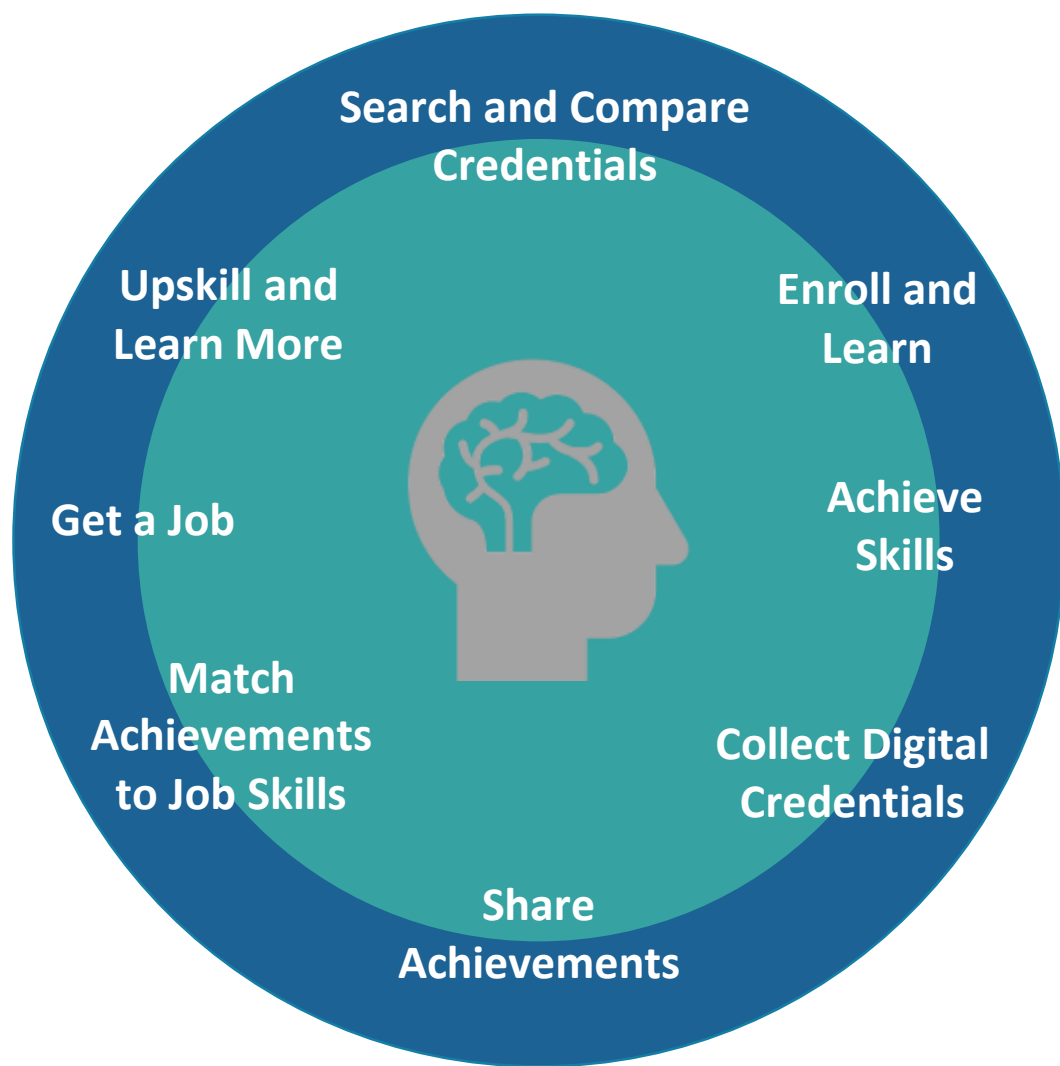 Search and Compare
Credentials
Enroll and
Learn
Achieve
Skills
Collect Digital
Credentials
Share
Achievements
Match
Achievements
to Job Skills
Get a Job
Upskill and
Learn More